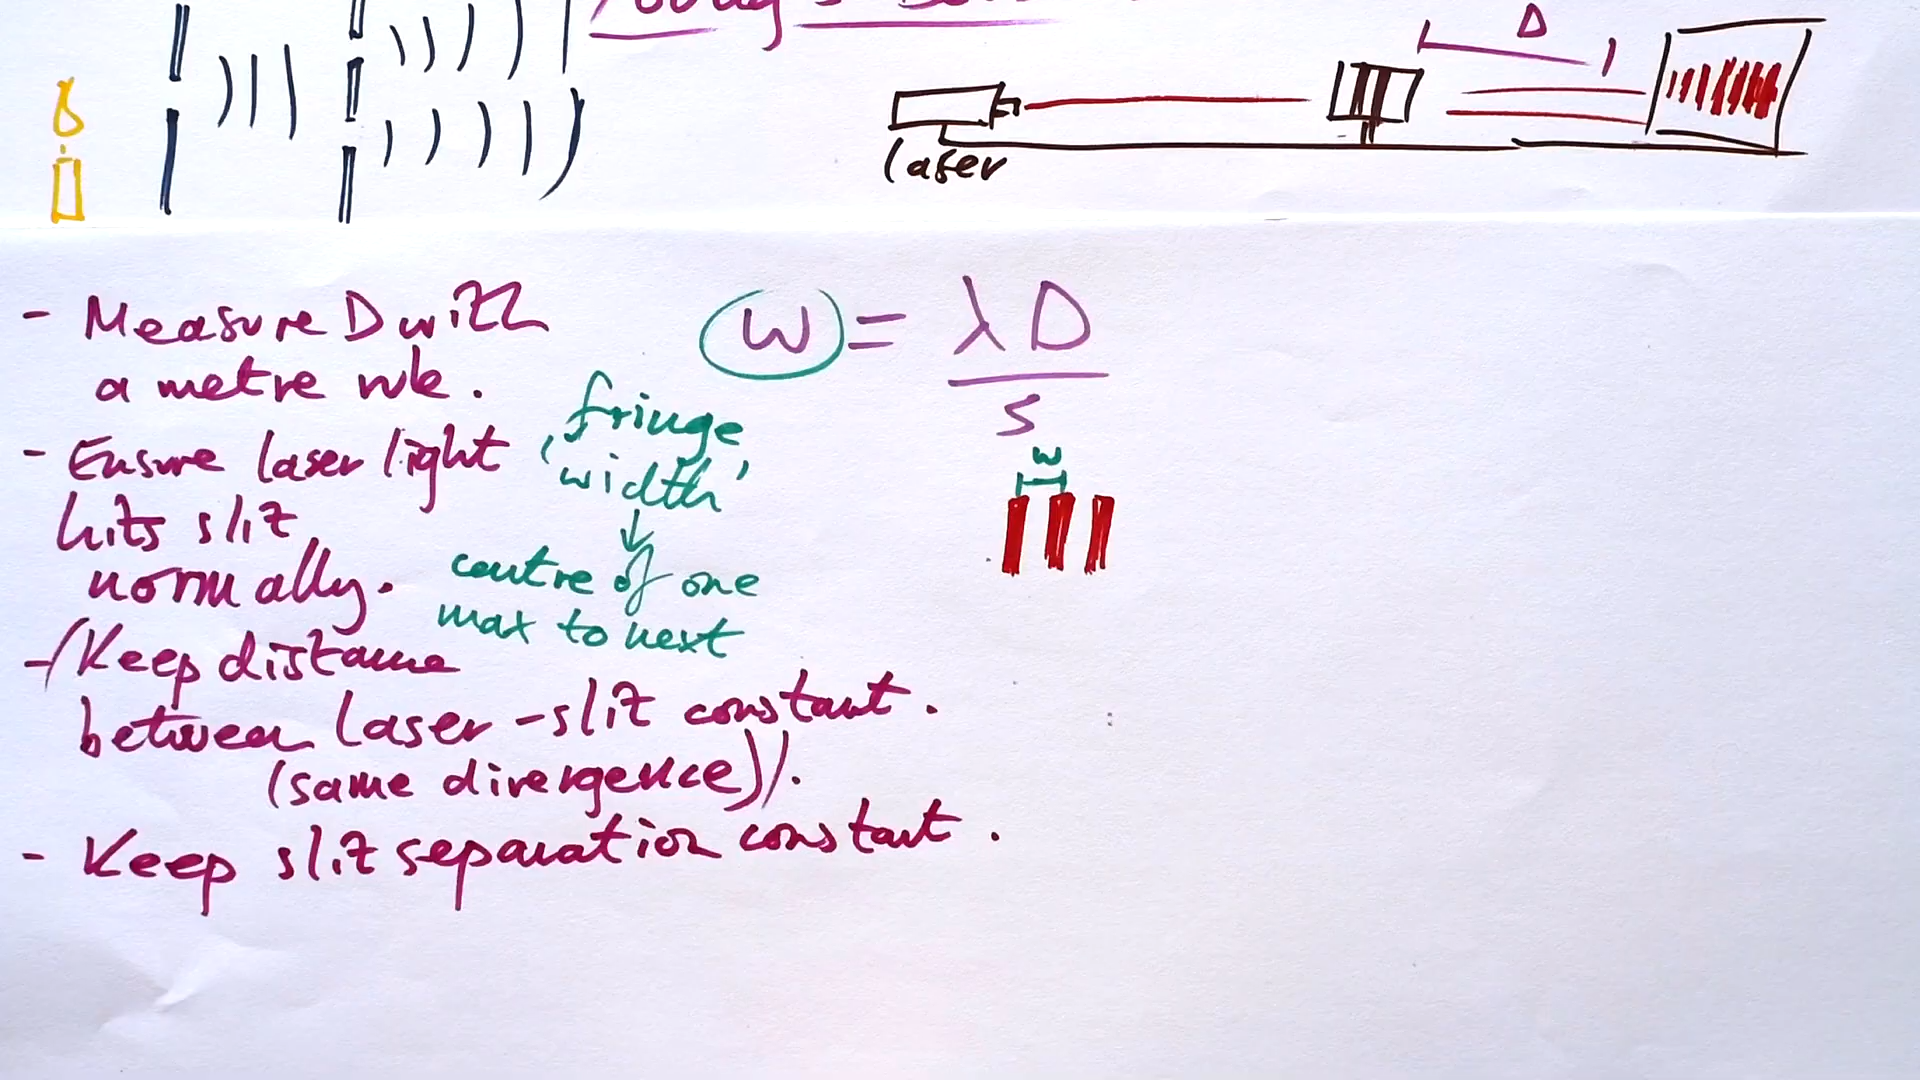 Young's
D
laser
- Measure D with
a metre rule.
- Ensure laser light
hits slit
normally.
- (Keep distance
between laser-slit constant.
(same divergence)).
- Keep slit separation constant.
w = λD
s
fringe
'width'
↓
centre of one
max to next
w